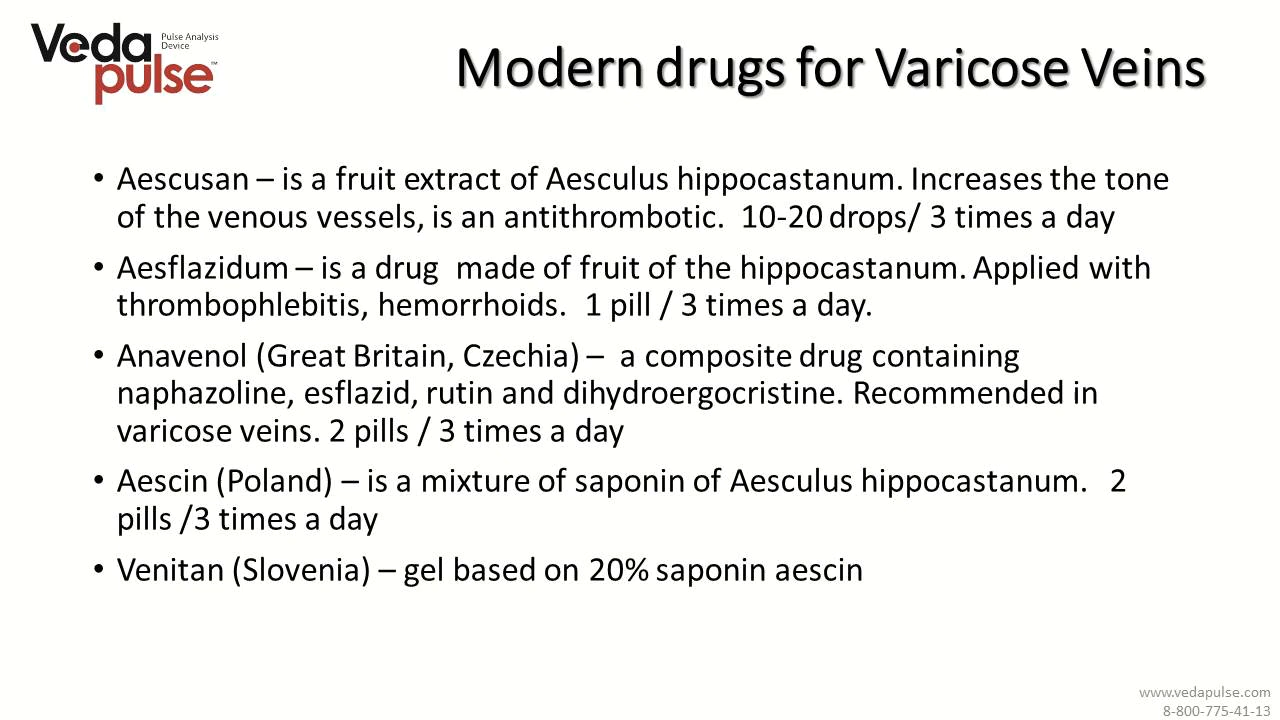 Veda
pulse™
Pulse Analysis
Device
Modern drugs for Varicose Veins
• Aescusan – is a fruit extract of Aesculus hippocastanum. Increases the tone
of the venous vessels, is an antithrombotic.  10-20 drops/ 3 times a day
• Aesflazidum – is a drug  made of fruit of the hippocastanum. Applied with
thrombophlebitis, hemorrhoids.  1 pill / 3 times a day.
• Anavenol (Great Britain, Czechia) –  a composite drug containing
naphazoline, esflazid, rutin and dihydroergocristine. Recommended in
varicose veins. 2 pills / 3 times a day
• Aescin (Poland) – is a mixture of saponin of Aesculus hippocastanum.   2
pills /3 times a day
• Venitan (Slovenia) – gel based on 20% saponin aescin
www.vedapulse.com
8-800-775-41-13